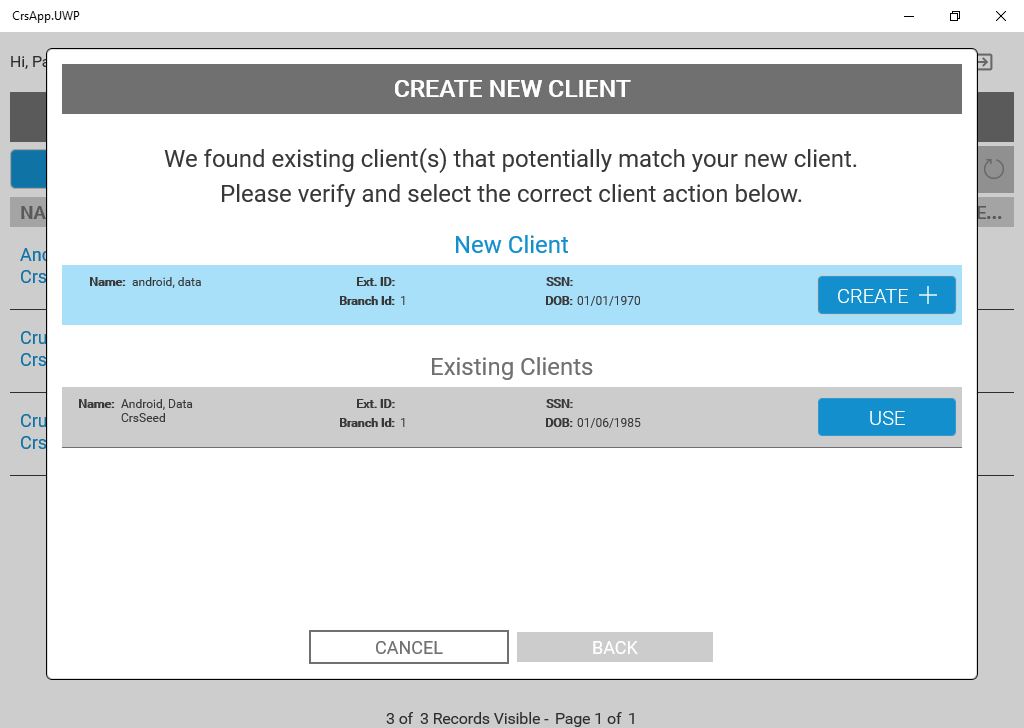 CrsApp.UWP
Hi, Pa
CREATE NEW CLIENT
We found existing client(s) that potentially match your new client.
Please verify and select the correct client action below.
NA
E...
New Client
And
Crs
Name: android, data
Ext. ID:
SSN:
Branch Id: 1
DOB: 01/01/1970
CREATE +
Cru
Crs
Existing Clients
Name: Android, Data
CrsSeed
Ext. ID:
SSN:
Branch Id: 1
DOB: 01/06/1985
USE
Cru
Crs
CANCEL
BACK
3 of 3 Records Visible - Page 1 of 1